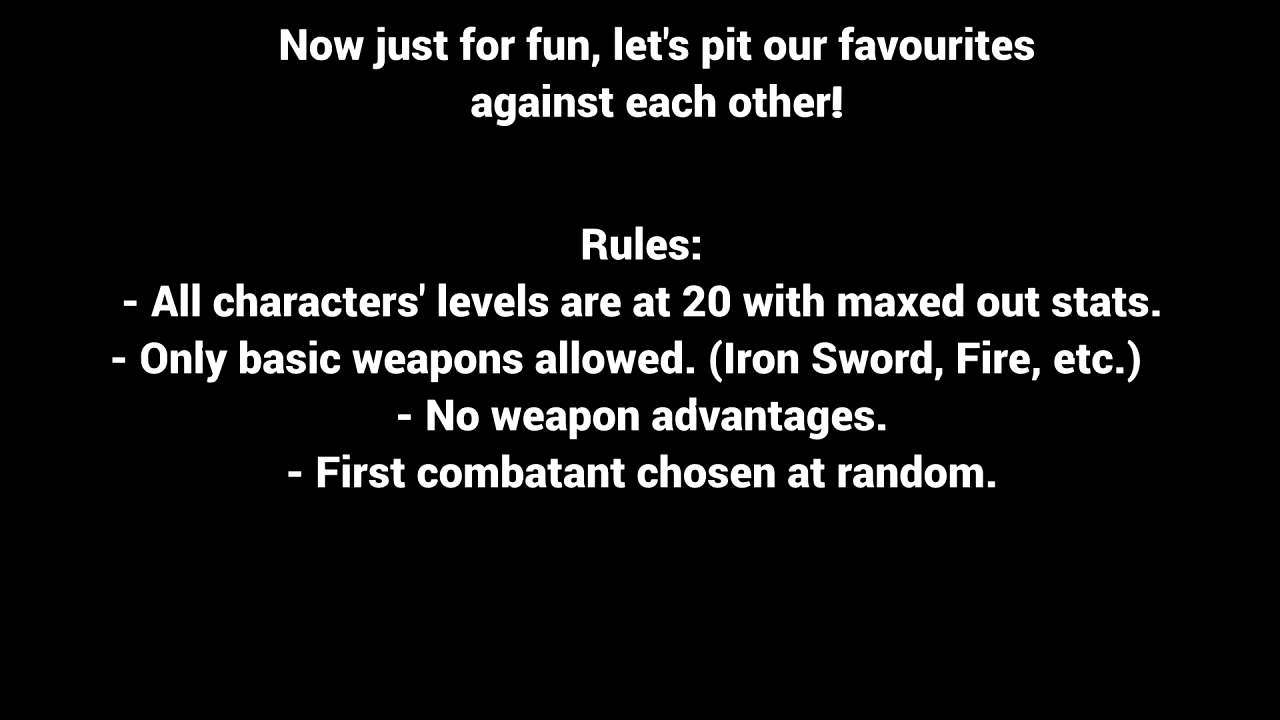 Now just for fun, let's pit our favourites
against each other!
Rules:
- All characters' levels are at 20 with maxed out stats.
- Only basic weapons allowed. (Iron Sword, Fire, etc.)
- No weapon advantages.
- First combatant chosen at random.